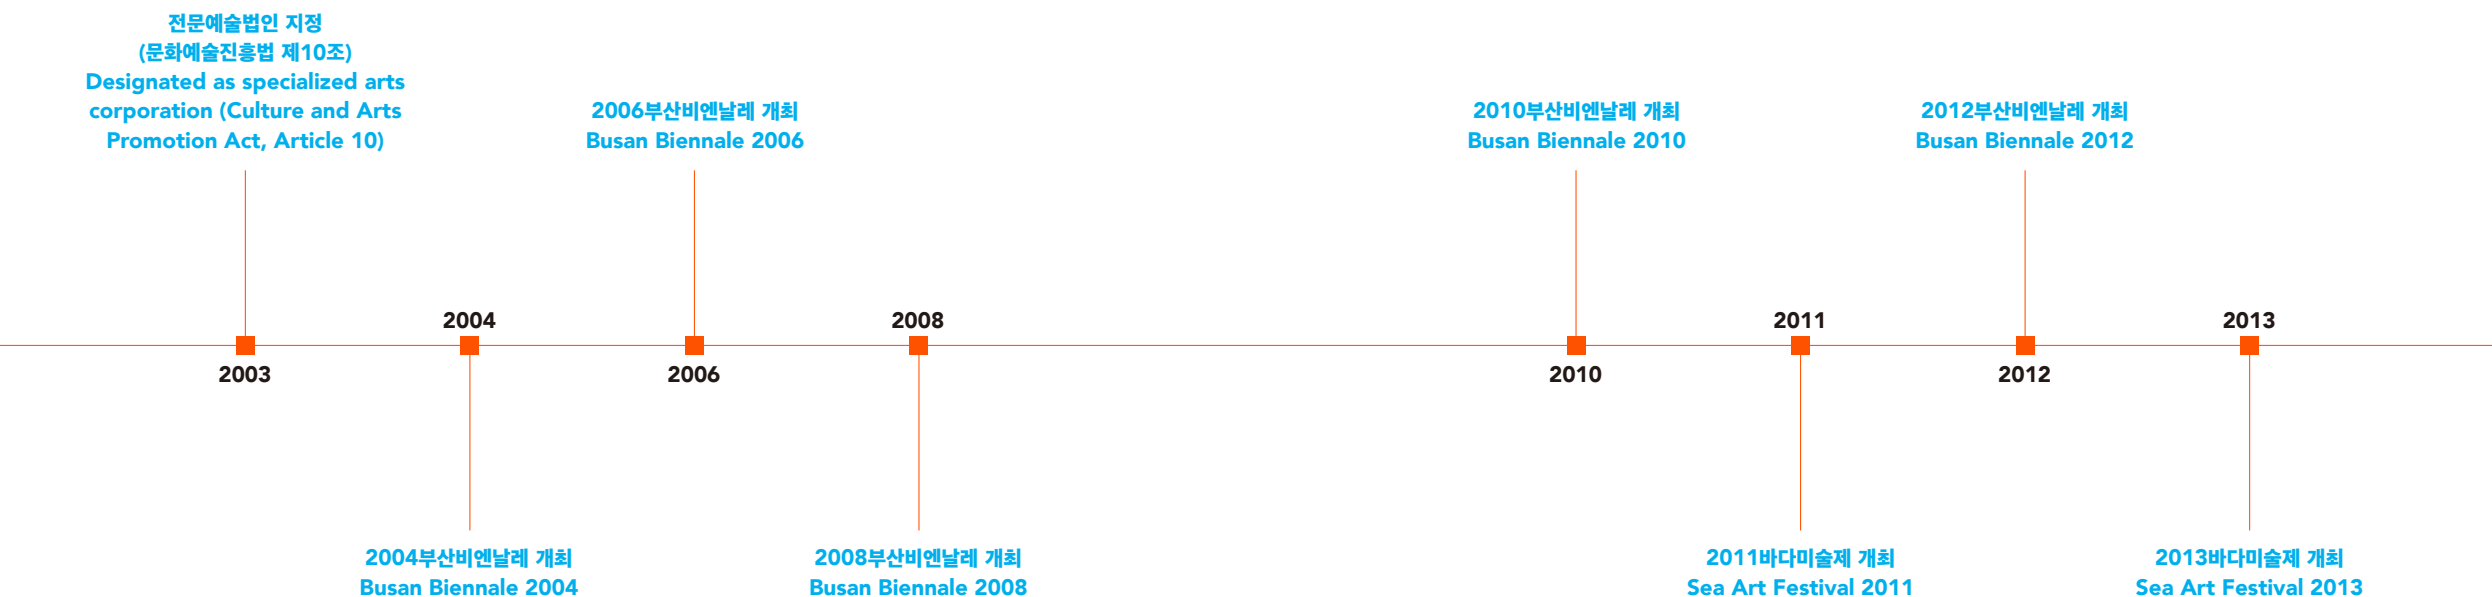 전문예술법인 지정
(문화예술진흥법 제10조)
Designated as specialized arts
corporation (Culture and Arts
Promotion Act, Article 10)
2003
2004
2004부산비엔날레 개최
Busan Biennale 2004
2006부산비엔날레 개최
Busan Biennale 2006
2006
2008
2008부산비엔날레 개최
Busan Biennale 2008
2010부산비엔날레 개최
Busan Biennale 2010
2010
2011
2011바다미술제 개최
Sea Art Festival 2011
2012부산비엔날레 개최
Busan Biennale 2012
2012
2013
2013바다미술제 개최
Sea Art Festival 2013